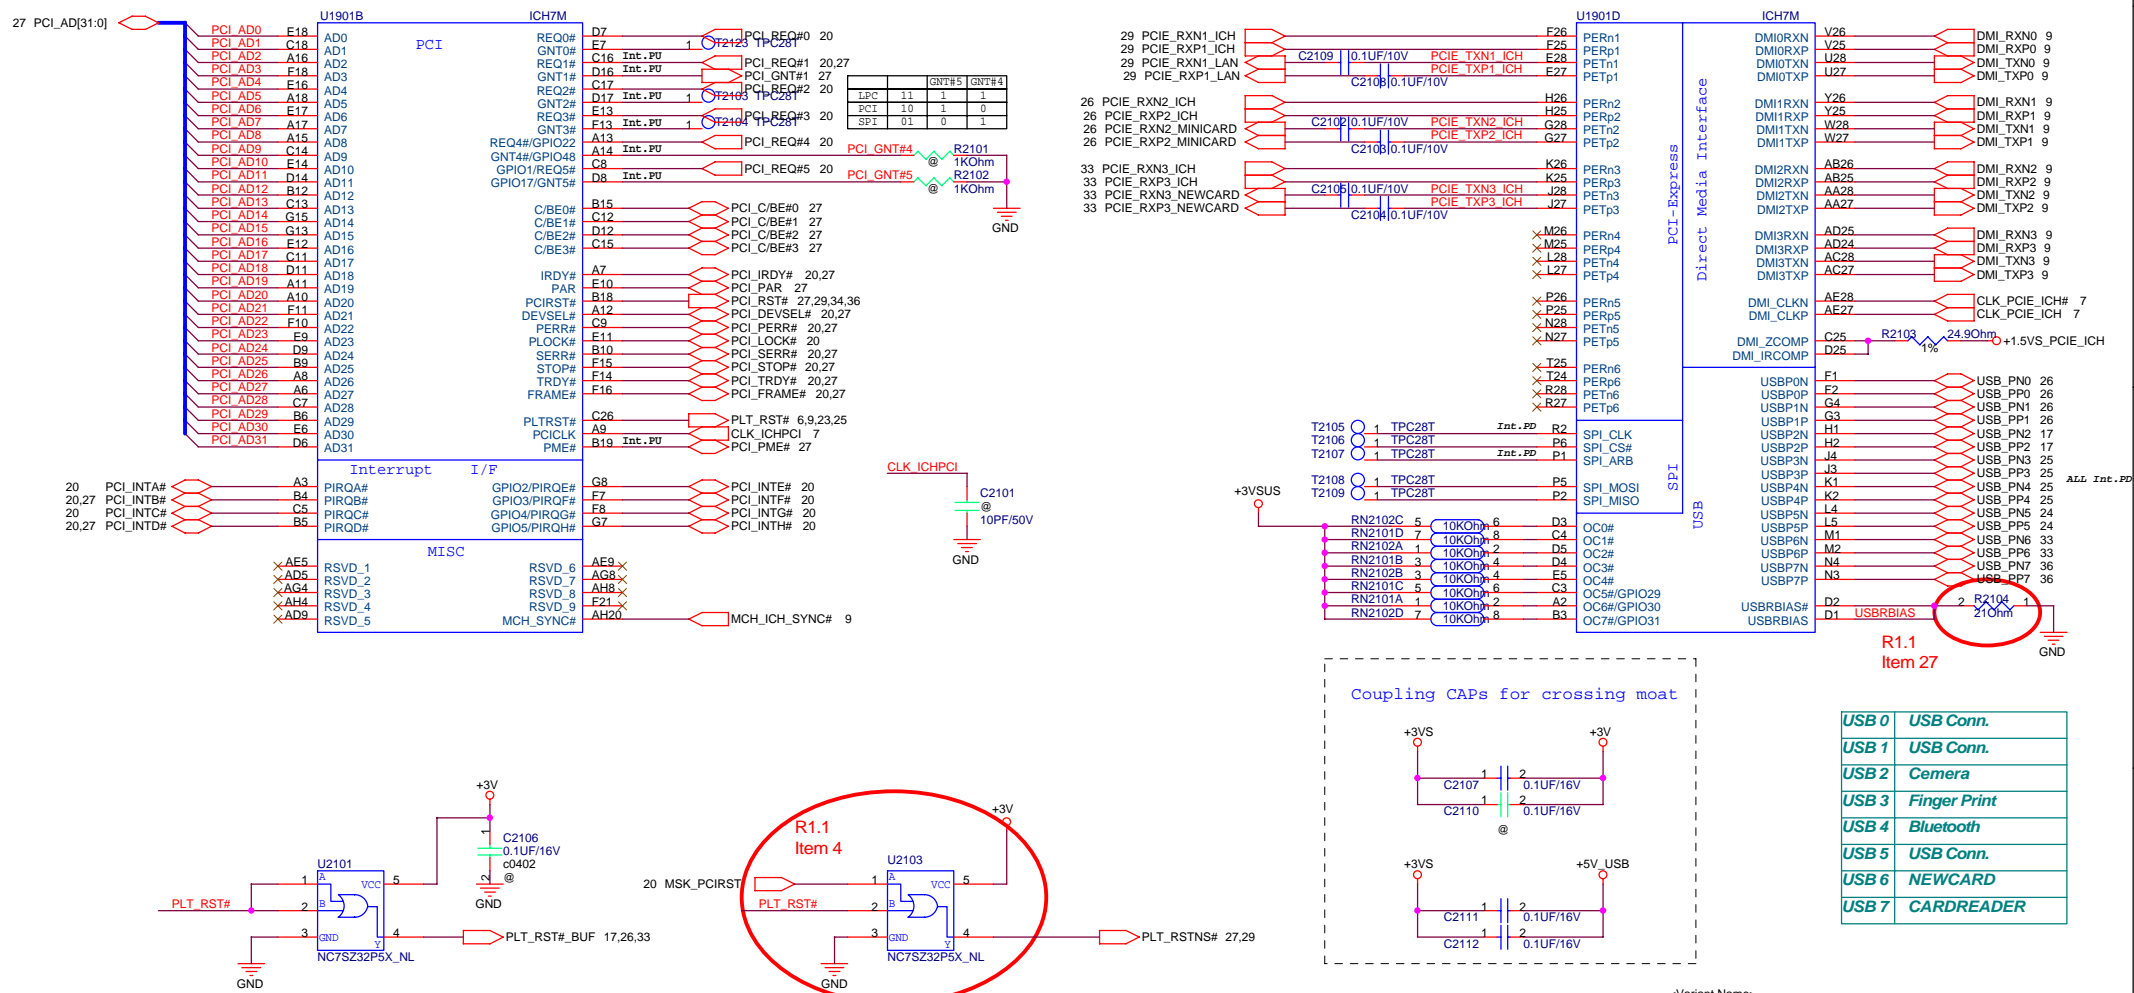 U1901B ICH7M
27 PCI_AD[31:0]
PCI
PCI_AD0 E18 AD0 REQ0# D7 PCI_REQ#0 20
PCI_AD1 C18 AD1 GNT0# E7 1 T2123 TPC28T
PCI_AD2 A16 AD2 REQ1# C16 Int.PU PCI_REQ#1 20,27
PCI_AD3 F18 AD3 GNT1# D16 PCI_GNT#1 27
PCI_AD4 E16 AD4 REQ2# C17 PCI_REQ#2 20
PCI_AD5 A18 AD5 GNT2# D17 Int.PU 1 T2103 TPC28T
PCI_AD6 E17 AD6 REQ3# E13 PCI_REQ#3 20
PCI_AD7 A17 AD7 GNT3# F13 Int.PU 1 T2104 TPC28T
PCI_AD8 A15 AD8 REQ4#/GPIO22 A13 PCI_REQ#4 20
PCI_AD9 C14 AD9 GNT4#/GPIO48 A14 Int.PU PCI_GNT#4 @ R2101 1KOhm
PCI_AD10 E14 AD10 GPIO1/REQ5# C8 PCI_REQ#5 20
PCI_AD11 D14 AD11 GPIO17/GNT5# D8 Int.PU PCI_GNT#5 @ R2102 1KOhm
GND
PCI_AD12 B12 AD12
PCI_AD13 C13 AD13 C/BE0# B15 PCI_C/BE#0 27
PCI_AD14 G15 AD14 C/BE1# C12 PCI_C/BE#1 27
PCI_AD15 G13 AD15 C/BE2# D12 PCI_C/BE#2 27
PCI_AD16 E12 AD16 C/BE3# C15 PCI_C/BE#3 27
PCI_AD17 C11 AD17
PCI_AD18 D11 AD18 IRDY# A7 PCI_IRDY# 20,27
PCI_AD19 A11 AD19 PAR E10 PCI_PAR 27
PCI_AD20 A10 AD20 PCIRST# B18 PCI_RST# 27,29,34,36
PCI_AD21 F11 AD21 DEVSEL# A12 PCI_DEVSEL# 20,27
PCI_AD22 F10 AD22 PERR# C9 PCI_PERR# 20,27
PCI_AD23 E9 AD23 PLOCK# E11 PCI_LOCK# 20
PCI_AD24 D9 AD24 SERR# B10 PCI_SERR# 20,27
PCI_AD25 B9 AD25 STOP# F15 PCI_STOP# 20,27
PCI_AD26 A8 AD26 TRDY# F14 PCI_TRDY# 20,27
PCI_AD27 A6 AD27 FRAME# F16 PCI_FRAME# 20,27
PCI_AD28 C7 AD28
PCI_AD29 B6 AD29 PLTRST# C26 PLT_RST# 6,9,23,25
PCI_AD30 E6 AD30 PCICLK A9 CLK_ICHPCI 7
PCI_AD31 D6 AD31 PME# B19 Int.PU PCI_PME# 27
Interrupt I/F
20 PCI_INTA# A3 PIRQA# GPIO2/PIRQE# G8 PCI_INTE# 20
20,27 PCI_INTB# B4 PIRQB# GPIO3/PIRQF# F7 PCI_INTF# 20
20 PCI_INTC# C5 PIRQC# GPIO4/PIRQG# F8 PCI_INTG# 20
20,27 PCI_INTD# B5 PIRQD# GPIO5/PIRQH# G7 PCI_INTH# 20
MISC
AE5 RSVD_1 RSVD_6 AE9
AD5 RSVD_2 RSVD_7 AG8
AG4 RSVD_3 RSVD_8 AH8
AH4 RSVD_4 RSVD_9 F21
AD9 RSVD_5 MCH_SYNC# AH20 MCH_ICH_SYNC# 9
GNT#5 GNT#4
LPC 11 1 1
PCI 10 1 0
SPI 01 0 1
CLK_ICHPCI
C2101
@
10PF/50V
GND
U1901D ICH7M
PCI-Express
Direct Media Interface
29 PCIE_RXN1_ICH F26 PERn1 DMI0RXN V26 DMI_RXN0 9
29 PCIE_RXP1_ICH F25 PERp1 DMI0RXP V25 DMI_RXP0 9
29 PCIE_RXN1_LAN C2109 0.1UF/10V PCIE_TXN1_ICH E28 PETn1 DMI0TXN U28 DMI_TXN0 9
29 PCIE_RXP1_LAN C2108 0.1UF/10V PCIE_TXP1_ICH E27 PETp1 DMI0TXP U27 DMI_TXP0 9
26 PCIE_RXN2_ICH H26 PERn2 DMI1RXN Y26 DMI_RXN1 9
26 PCIE_RXP2_ICH H25 PERp2 DMI1RXP Y25 DMI_RXP1 9
26 PCIE_RXN2_MINICARD C2102 0.1UF/10V PCIE_TXN2_ICH G28 PETn2 DMI1TXN W28 DMI_TXN1 9
26 PCIE_RXP2_MINICARD C2103 0.1UF/10V PCIE_TXP2_ICH G27 PETp2 DMI1TXP W27 DMI_TXP1 9
33 PCIE_RXN3_ICH K26 PERn3 DMI2RXN AB26 DMI_RXN2 9
33 PCIE_RXP3_ICH K25 PERp3 DMI2RXP AB25 DMI_RXP2 9
33 PCIE_RXN3_NEWCARD C2105 0.1UF/10V PCIE_TXN3_ICH J28 PETn3 DMI2TXN AA28 DMI_TXN2 9
33 PCIE_RXP3_NEWCARD C2104 0.1UF/10V PCIE_TXP3_ICH J27 PETp3 DMI2TXP AA27 DMI_TXP2 9
M26 PERn4 DMI3RXN AD25 DMI_RXN3 9
M25 PERp4 DMI3RXP AD24 DMI_RXP3 9
L28 PETn4 DMI3TXN AC28 DMI_TXN3 9
L27 PETp4 DMI3TXP AC27 DMI_TXP3 9
P26 PERn5 DMI_CLKN AE28 CLK_PCIE_ICH# 7
P25 PERp5 DMI_CLKP AE27 CLK_PCIE_ICH 7
N28 PETn5
N27 PETp5 DMI_ZCOMP C25 R2103 24.9Ohm 1% +1.5VS_PCIE_ICH
DMI_IRCOMP D25
T25 PERn6
T24 PERp6
R28 PETn6
R27 PETp6
SPI
T2105 1 TPC28T Int.PD R2 SPI_CLK
T2106 1 TPC28T P6 SPI_CS#
T2107 1 TPC28T Int.PD P1 SPI_ARB
T2108 1 TPC28T P5 SPI_MOSI
T2109 1 TPC28T P2 SPI_MISO
USB
USBP0N F1 USB_PN0 26
USBP0P F2 USB_PP0 26
USBP1N G4 USB_PN1 26
USBP1P G3 USB_PP1 26
USBP2N H1 USB_PN2 17
USBP2P H2 USB_PP2 17
USBP3N J4 USB_PN3 25
USBP3P J3 USB_PP3 25
USBP4N K1 USB_PN4 25
USBP4P K2 USB_PP4 25
USBP5N L4 USB_PN5 24
USBP5P L5 USB_PP5 24
USBP6N M1 USB_PN6 33
USBP6P M2 USB_PP6 33
USBP7N N4 USB_PN7 36
USBP7P N3 USB_PP7 36
ALL Int.PD
+3VSUS
RN2102C 5 10KOhm 6 D3 OC0#
RN2101D 7 10KOhm 8 C4 OC1#
RN2102A 1 10KOhm 2 D5 OC2#
RN2101B 3 10KOhm 4 D4 OC3#
RN2102B 3 10KOhm 4 E5 OC4#
RN2101C 5 10KOhm 6 C3 OC5#/GPIO29
RN2101A 1 10KOhm 2 A2 OC6#/GPIO30
RN2102D 7 10KOhm 8 B3 OC7#/GPIO31
USBRBIAS# D2 2 R2104 1
USBRBIAS D1 USBRBIAS 21Ohm
GND
R1.1
Item 27
Coupling CAPs for crossing moat
+3VS +3V
C2107 1 2 0.1UF/16V
C2110 1 2 0.1UF/16V
@
+3VS +5V_USB
C2111 1 2 0.1UF/16V
C2112 1 2 0.1UF/16V
USB 0 USB Conn.
USB 1 USB Conn.
USB 2 Cemera
USB 3 Finger Print
USB 4 Bluetooth
USB 5 USB Conn.
USB 6 NEWCARD
USB 7 CARDREADER
+3V
1 C2106
0.1UF/16V
c0402
2 @
GND
U2101
1 A VCC 5
PLT_RST# 2 B
3 GND Y 4 PLT_RST#_BUF 17,26,33
NC7SZ32P5X_NL
GND
R1.1
Item 4
+3V
U2103
20 MSK_PCIRST 1 A VCC 5
PLT_RST# 2 B
3 GND Y 4 PLT_RSTNS# 27,29
NC7SZ32P5X_NL
GND